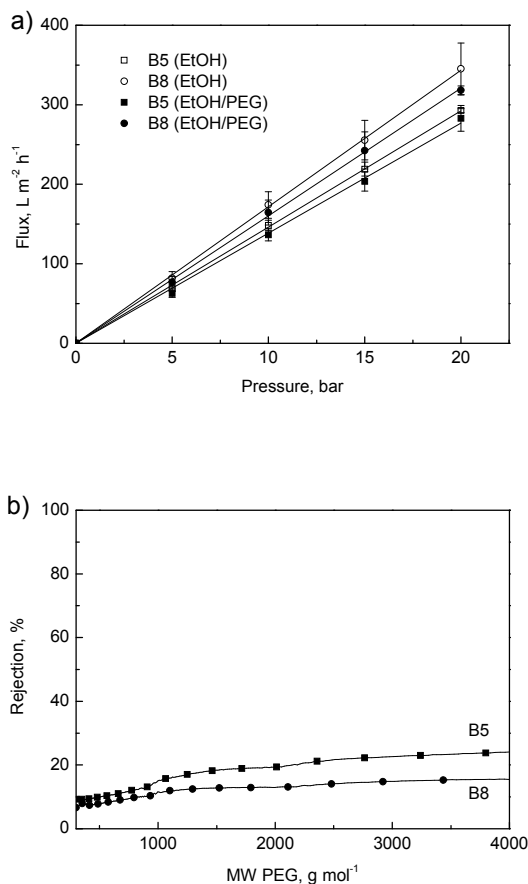 a)
400
300
200
100
0
Flux, L m⁻² h⁻¹
B5 (EtOH)
B8 (EtOH)
B5 (EtOH/PEG)
B8 (EtOH/PEG)
0 5 10 15 20
Pressure, bar
b)
100
80
60
40
20
0
Rejection, %
B5
B8
1000 2000 3000 4000
MW PEG, g mol⁻¹